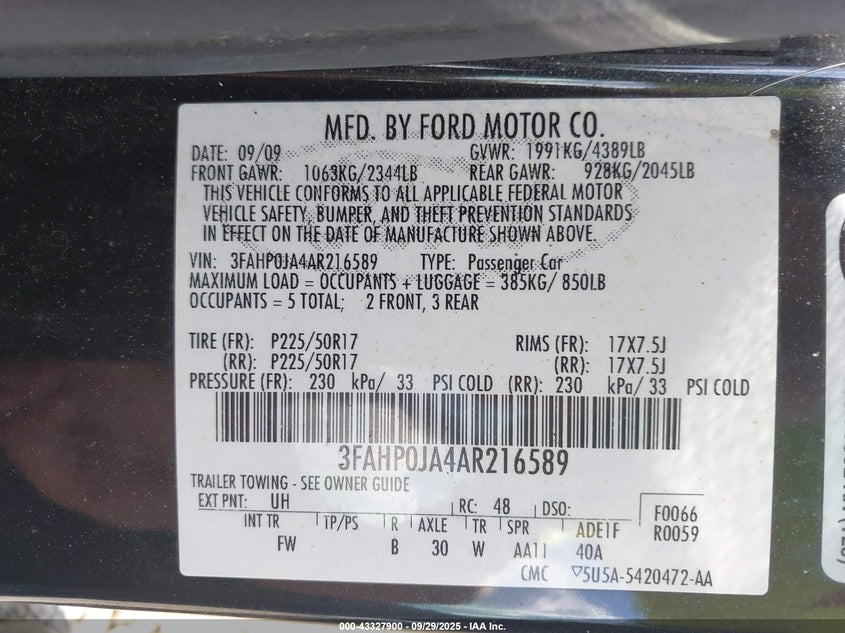 MFD. BY FORD MOTOR CO.
DATE: 09/09 GVWR: 1991KG/4389LB
FRONT GAWR: 1063KG/2344LB REAR GAWR: 928KG/2045LB
THIS VEHICLE CONFORMS TO ALL APPLICABLE FEDERAL MOTOR
VEHICLE SAFETY, BUMPER, AND THEFT PREVENTION STANDARDS
IN EFFECT ON THE DATE OF MANUFACTURE SHOWN ABOVE.
VIN: 3FAHP0JA4AR216589 TYPE: Passenger Car
MAXIMUM LOAD = OCCUPANTS + LUGGAGE = 385KG/ 850LB
OCCUPANTS = 5 TOTAL; 2 FRONT, 3 REAR
TIRE (FR): P225/50R17 RIMS (FR): 17X7.5J
(RR): P225/50R17 (RR): 17X7.5J
PRESSURE (FR): 230 kPa/ 33 PSI COLD (RR): 230 kPa/ 33 PSI COLD
3FAHP0JA4AR216589
TRAILER TOWING - SEE OWNER GUIDE
EXT PNT: UH RC: 48 DSO: F0066
INT TR TP/PS R AXLE TR SPR ADE1F R0059
FW B 30 W AA11 40A
CMC ▽5U5A-5420472-AA
000-43327900 - 09/29/2025 - IAA Inc.